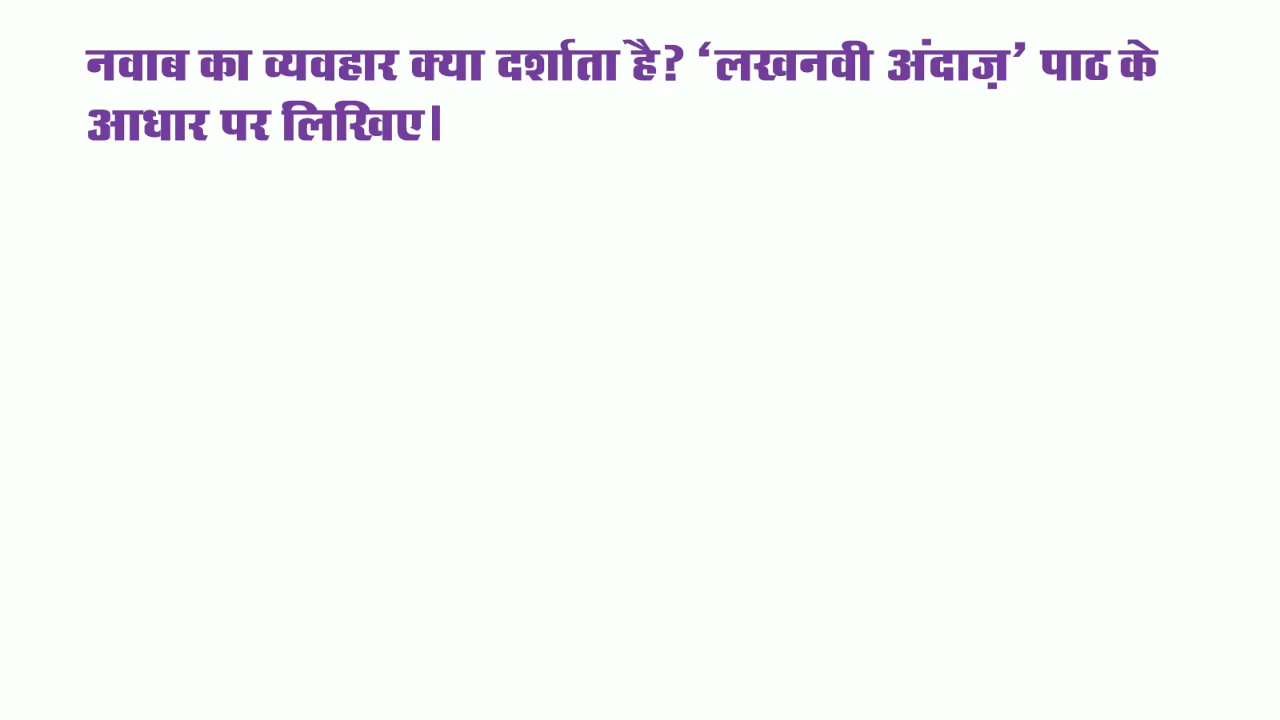 नवाब का व्यवहार क्या दर्शाता है? ‘लखनवी अंदाज़’ पाठ के
आधार पर लिखिए।